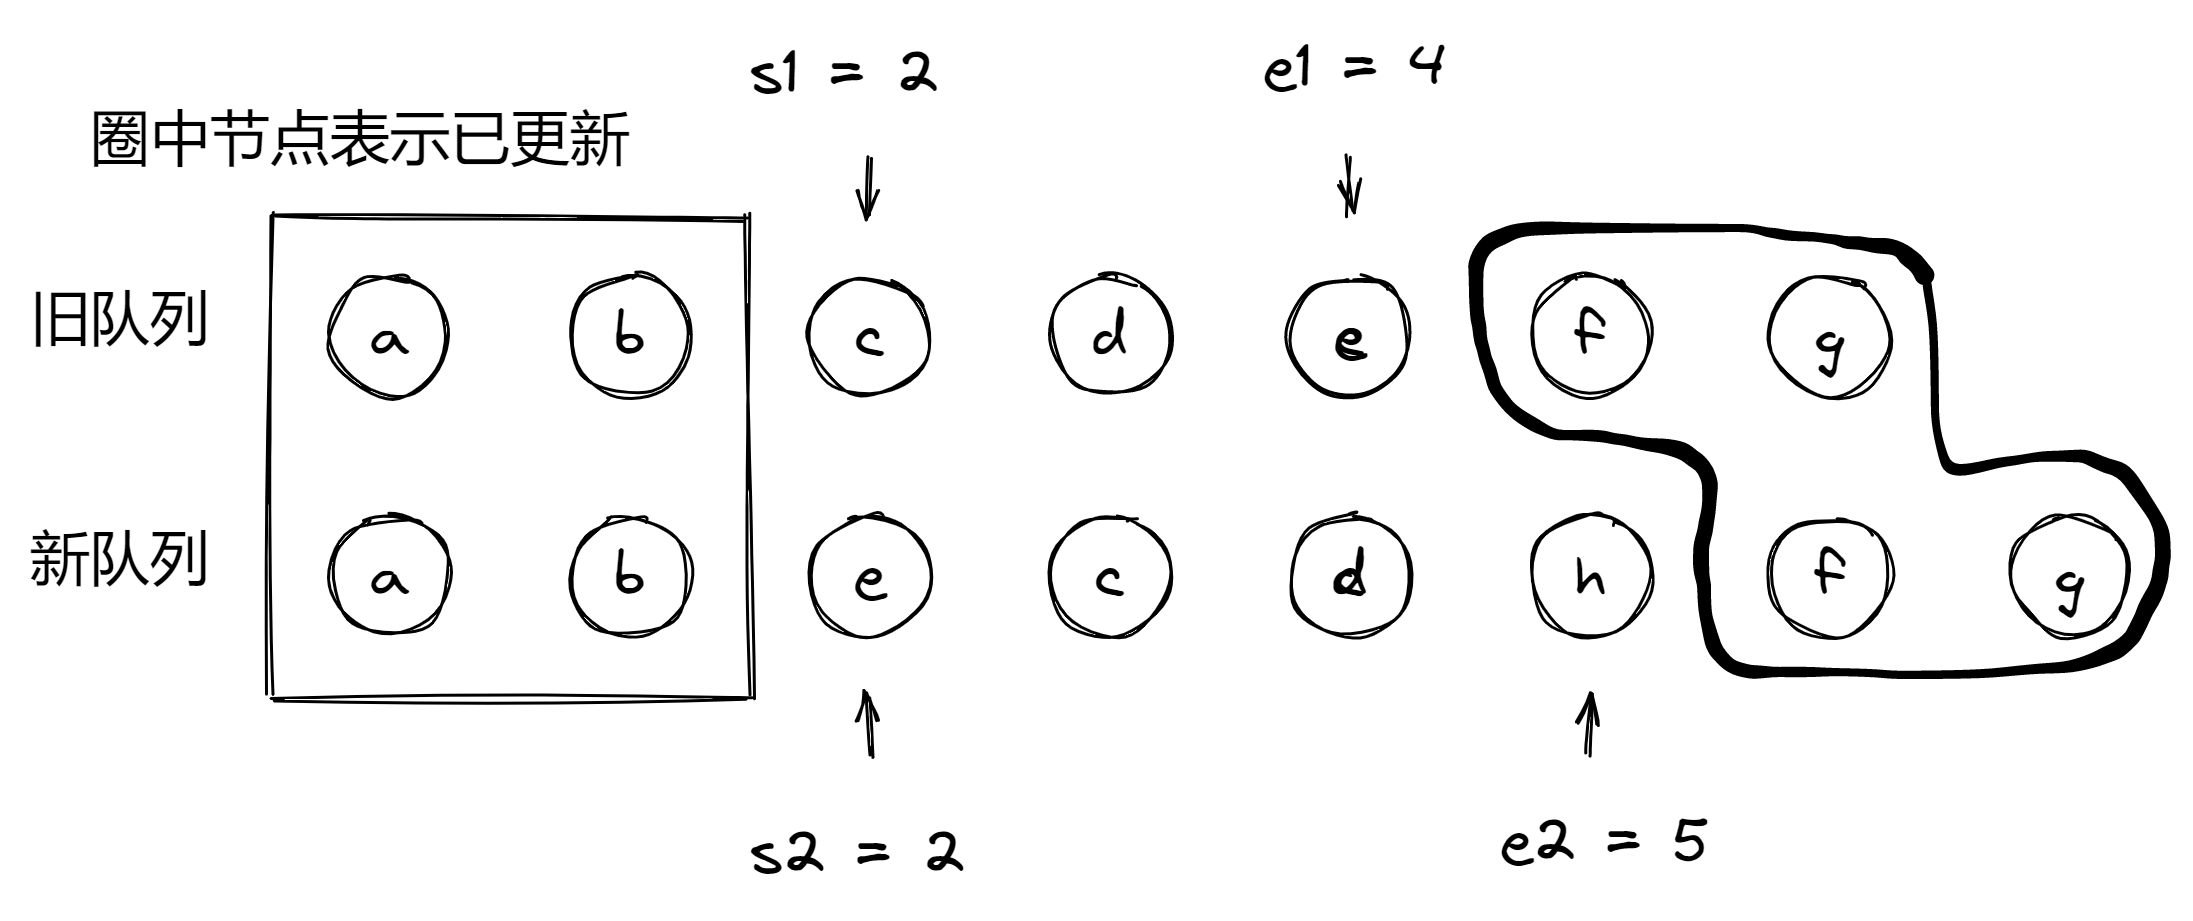 s1 = 2
e1 = 4
圈中节点表示已更新
旧队列 a b c d e f g
新队列 a b e c d h f g
s2 = 2
e2 = 5